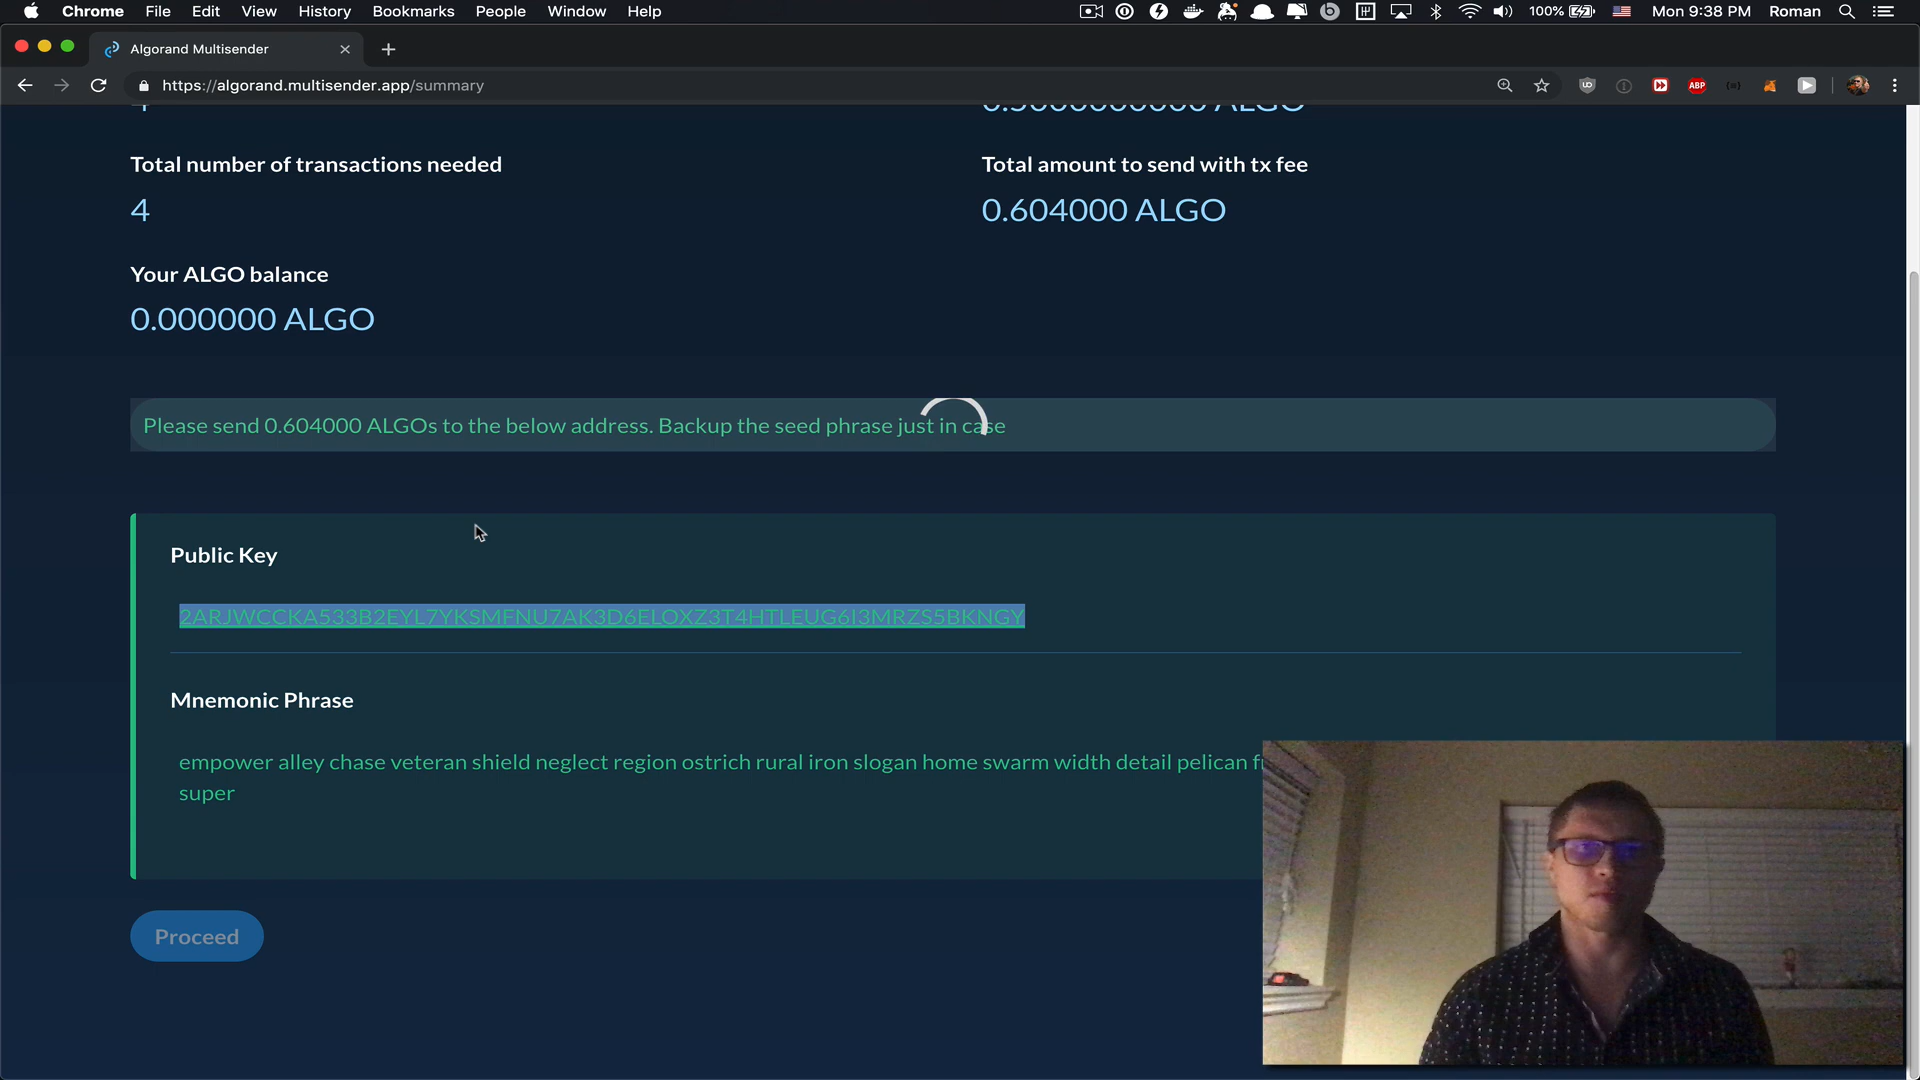 Chrome File Edit View History Bookmarks People Window Help 100% Mon 9:38 PM Roman
Algorand Multisender
https://algorand.multisender.app/summary
ABP
Total number of transactions needed
4
Total amount to send with tx fee
0.604000 ALGO
Your ALGO balance
0.000000 ALGO
Please send 0.604000 ALGOs to the below address. Backup the seed phrase just in case
Public Key
2ARJWCCKA533B2EYL7YKSMFNU7AK3D6ELOXZ3T4HTLEUG6I3MRZS5BKNGY
Mnemonic Phrase
empower alley chase veteran shield neglect region ostrich rural iron slogan home swarm width detail pelican
super
Proceed